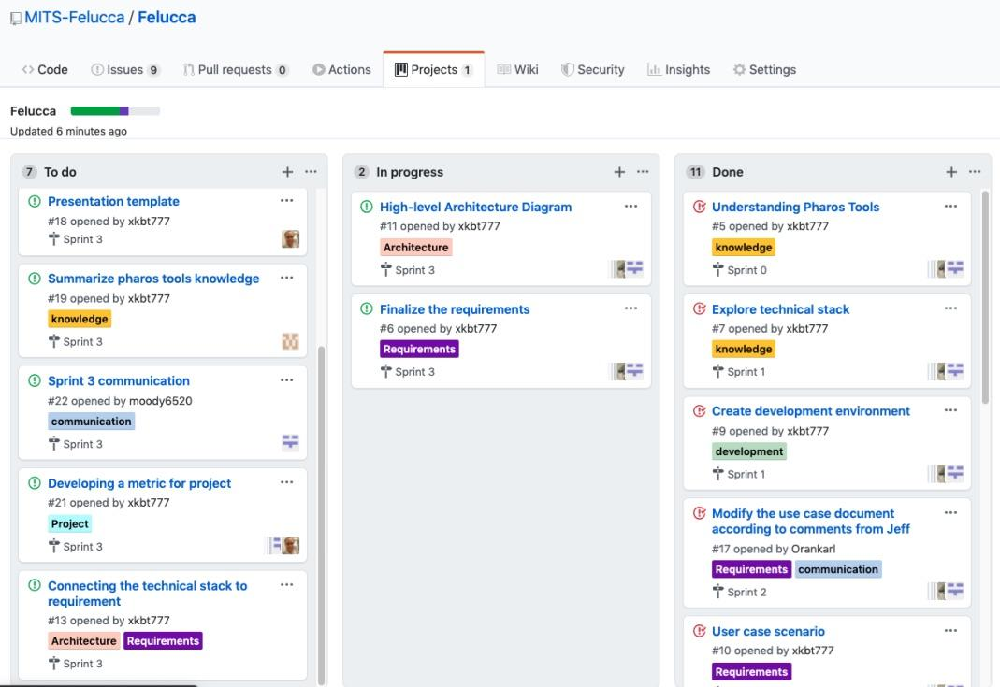 MITS-Felucca / Felucca
Code
Issues 9
Pull requests 0
Actions
Projects 1
Wiki
Security
Insights
Settings
Felucca
Updated 6 minutes ago
7 To do
Presentation template
#18 opened by xkbt777
Sprint 3
Summarize pharos tools knowledge
#19 opened by xkbt777
knowledge
Sprint 3
Sprint 3 communication
#22 opened by moody6520
communication
Sprint 3
Developing a metric for project
#21 opened by xkbt777
Project
Sprint 3
Connecting the technical stack to
requirement
#13 opened by xkbt777
Architecture Requirements
Sprint 3
2 In progress
High-level Architecture Diagram
#11 opened by xkbt777
Architecture
Sprint 3
Finalize the requirements
#6 opened by xkbt777
Requirements
Sprint 3
11 Done
Understanding Pharos Tools
#5 opened by xkbt777
knowledge
Sprint 0
Explore technical stack
#7 opened by xkbt777
knowledge
Sprint 1
Create development environment
#9 opened by xkbt777
development
Sprint 1
Modify the use case document
according to comments from Jeff
#17 opened by Orankarl
Requirements communication
Sprint 2
User case scenario
#10 opened by xkbt777
Requirements